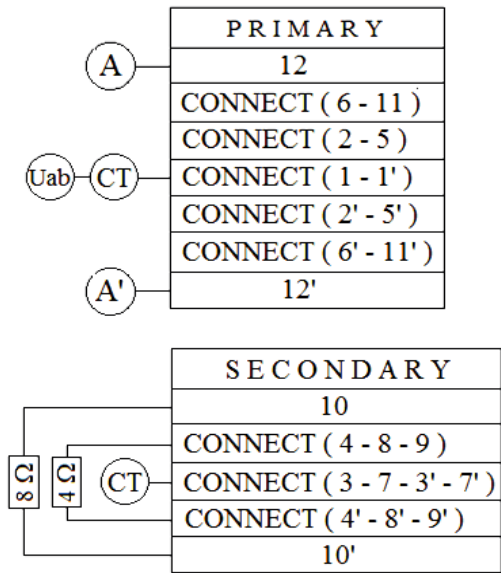 PRIMARY
A
12
CONNECT ( 6 - 11 )
CONNECT ( 2 - 5 )
Uab CT CONNECT ( 1 - 1' )
CONNECT ( 2' - 5' )
CONNECT ( 6' - 11' )
A' 12'
SECONDARY
10
CONNECT ( 4 - 8 - 9 )
8 Ω 4 Ω CT CONNECT ( 3 - 7 - 3' - 7' )
CONNECT ( 4' - 8' - 9' )
10'